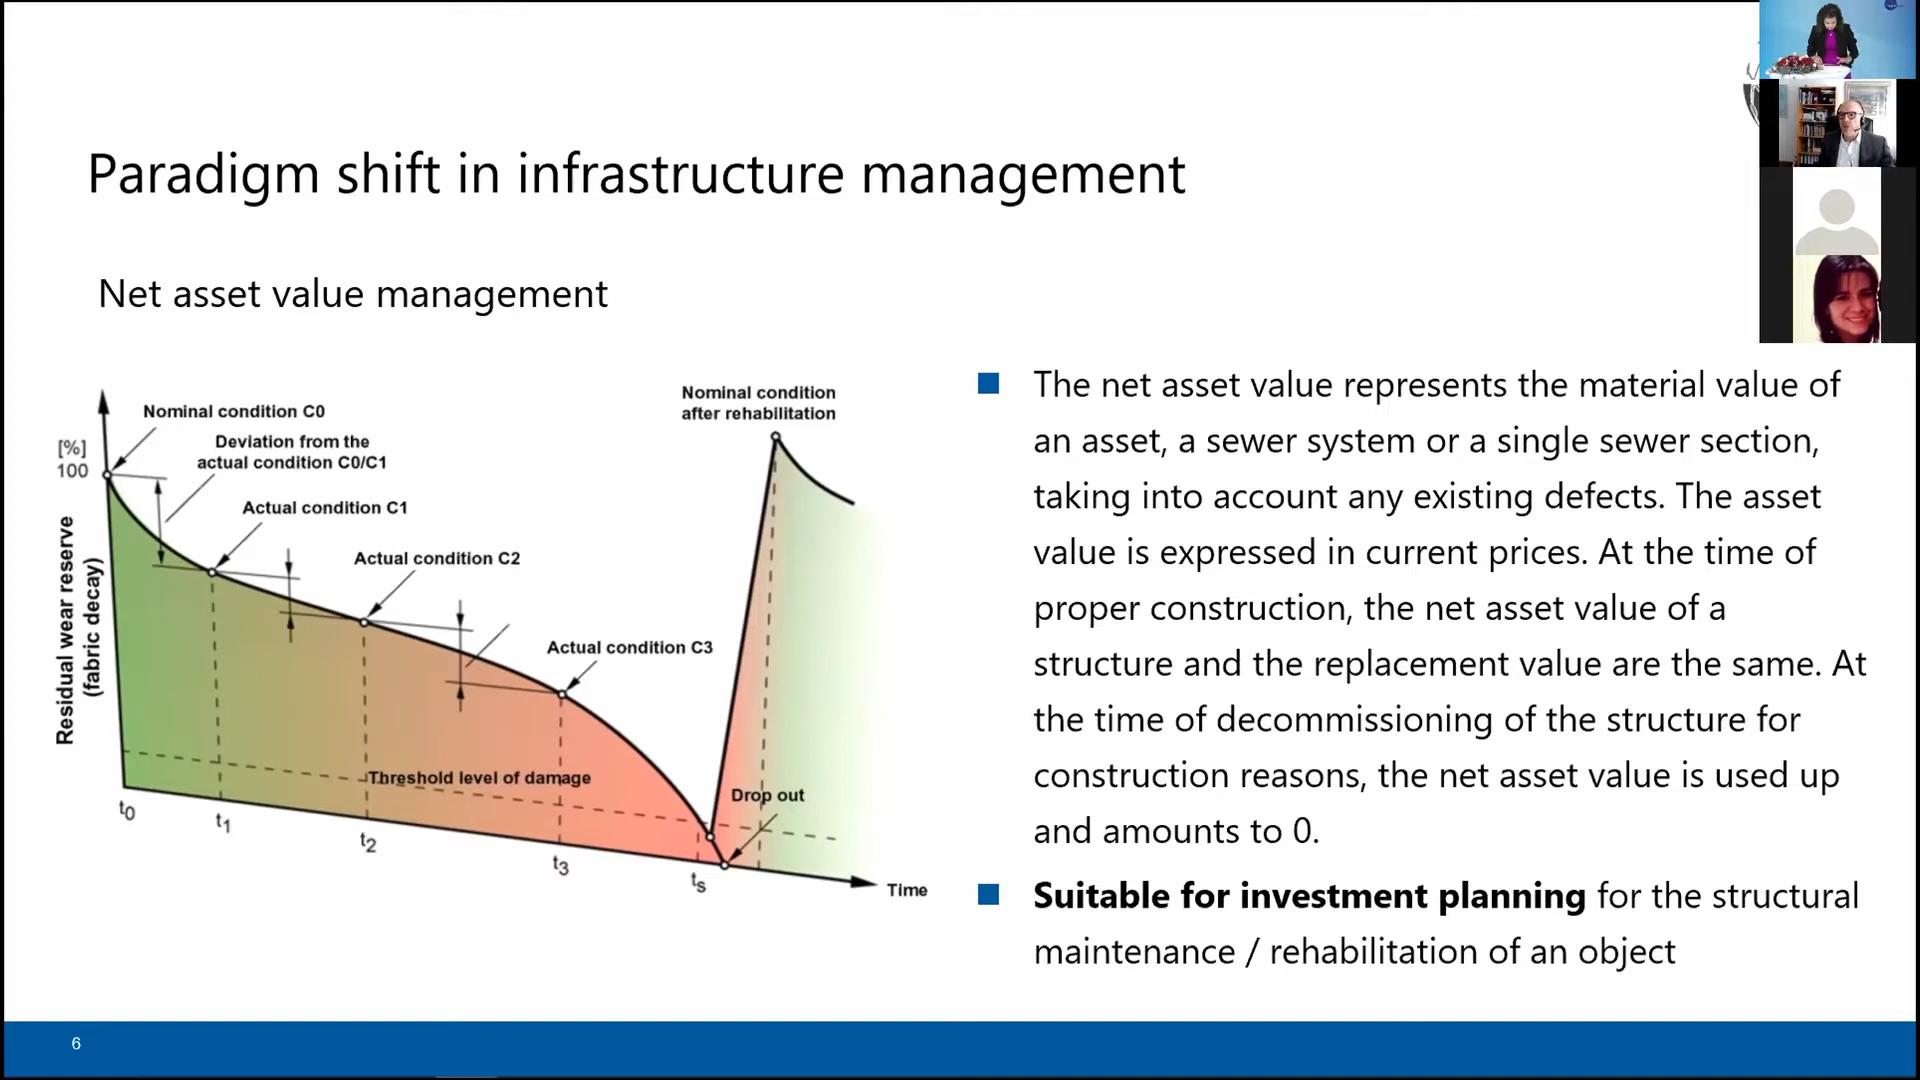 Paradigm shift in infrastructure management
Net asset value management
Nominal condition C0
[%]
100
Deviation from the
actual condition C0/C1
Actual condition C1
Actual condition C2
Actual condition C3
Nominal condition
after rehabilitation
Residual wear reserve
(fabric decay)
Threshold level of damage
Drop out
t0
t1
t2
t3
ts
Time
The net asset value represents the material value of
an asset, a sewer system or a single sewer section,
taking into account any existing defects. The asset
value is expressed in current prices. At the time of
proper construction, the net asset value of a
structure and the replacement value are the same. At
the time of decommissioning of the structure for
construction reasons, the net asset value is used up
and amounts to 0.
Suitable for investment planning for the structural
maintenance / rehabilitation of an object
6